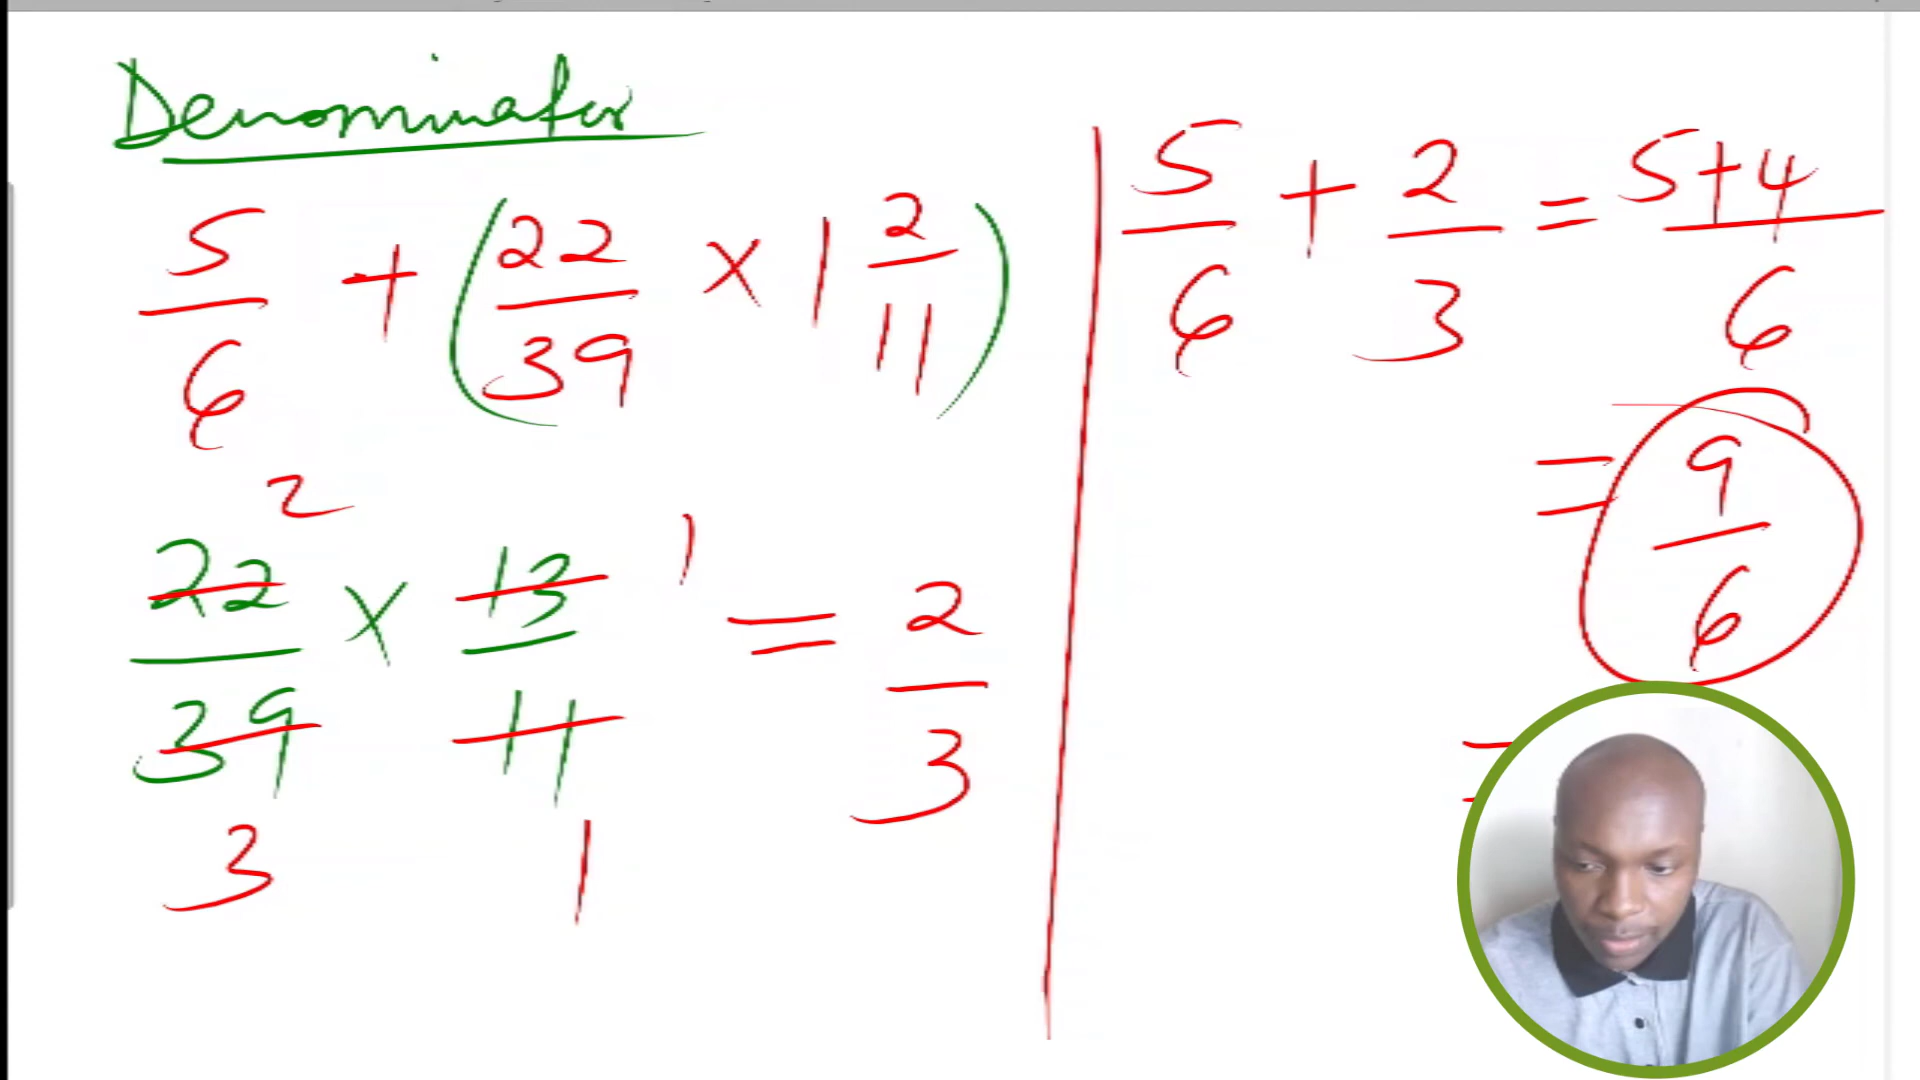 Denominator
5/6 + (22/39 × 1 2/11)
22/39 × 13/11 = 2/3
2 1
3 1
5/6 + 2/3 = 5+4/6
= 9/6
=